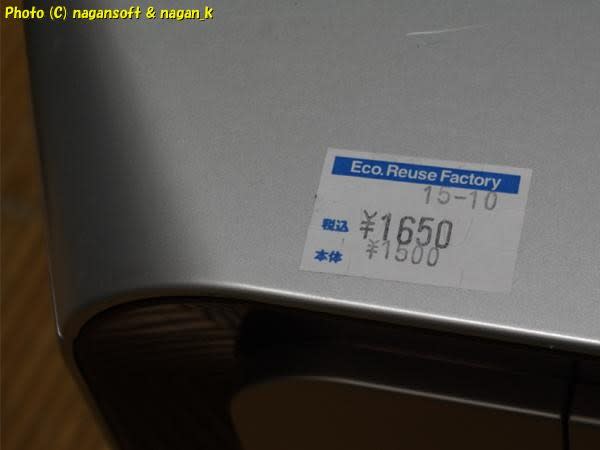 Photo (C) nagansoft & nagan_k
Eco. Reuse Factory
15-10
税込 ¥1650
本体 ¥1500